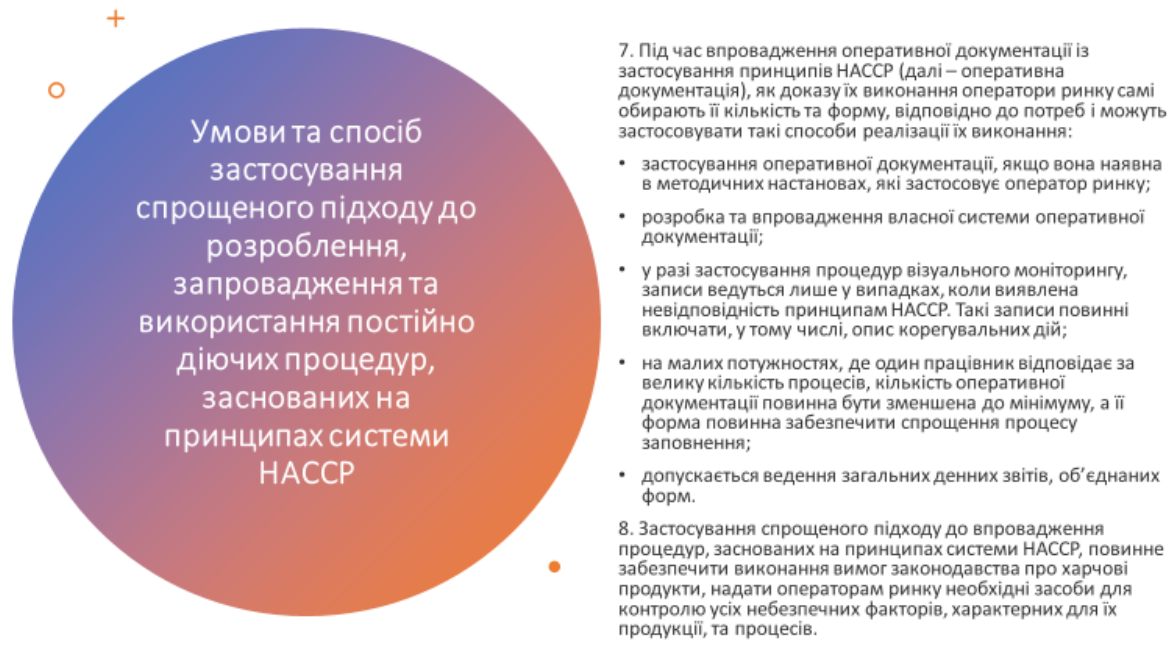 Умови та спосіб
застосування
спрощеного підходу до
розроблення,
запровадження та
використання постійно
діючих процедур,
заснованих на
принципах системи
НАССР
7. Під час впровадження оперативної документації із
застосування принципів НАССР (далі – оперативна
документація), як доказу їх виконання оператори ринку самі
обирають її кількість та форму, відповідно до потреб і можуть
застосовувати такі способи реалізації їх виконання:
• застосування оперативної документації, якщо вона наявна
в методичних настановах, які застосовує оператор ринку;
• розробка та впровадження власної системи оперативної
документації;
• у разі застосування процедур візуального моніторингу,
записи ведуться лише у випадках, коли виявлена
невідповідність принципам НАССР. Такі записи повинні
включати, у тому числі, опис корегувальних дій;
• на малих потужностях, де один працівник відповідає за
велику кількість процесів, кількість оперативної
документації повинна бути зменшена до мінімуму, а її
форма повинна забезпечити спрощення процесу
заповнення;
• допускається ведення загальних денних звітів, об’єднаних
форм.
8. Застосування спрощеного підходу до впровадження
процедур, заснованих на принципах системи НАССР, повинне
забезпечити виконання вимог законодавства про харчові
продукти, надати операторам ринку необхідні засоби для
контролю усіх небезпечних факторів, характерних для їх
продукції, та процесів.